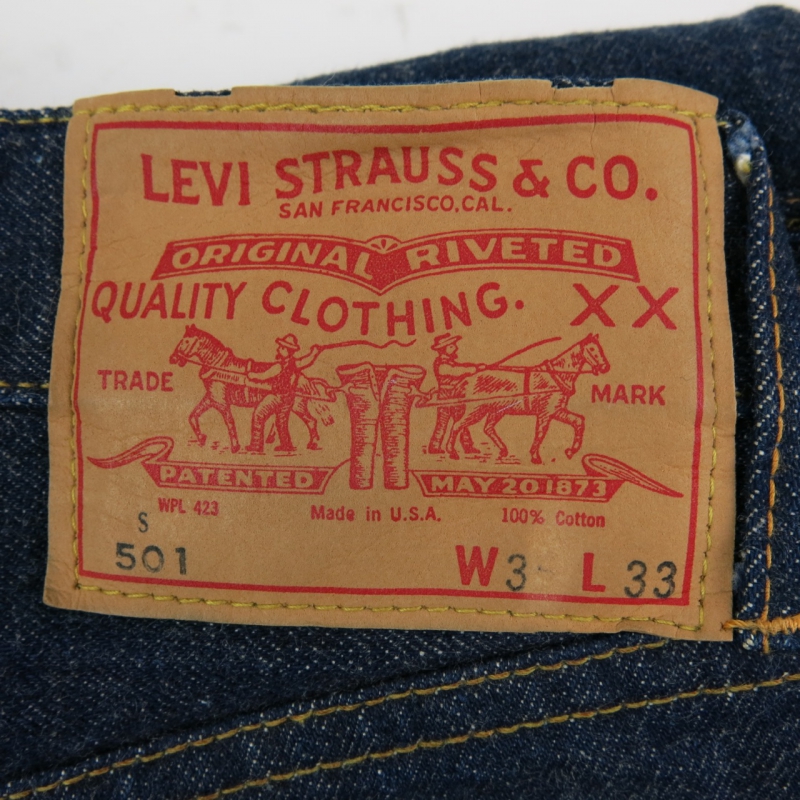 LEVI STRAUSS & CO.
SAN FRANCISCO, CAL.
ORIGINAL RIVETED
QUALITY CLOTHING. XX
TRADE MARK
PATENTED MAY 20 1873
WPL 423 Made in U.S.A. 100% Cotton
S
501 W 3 L 33